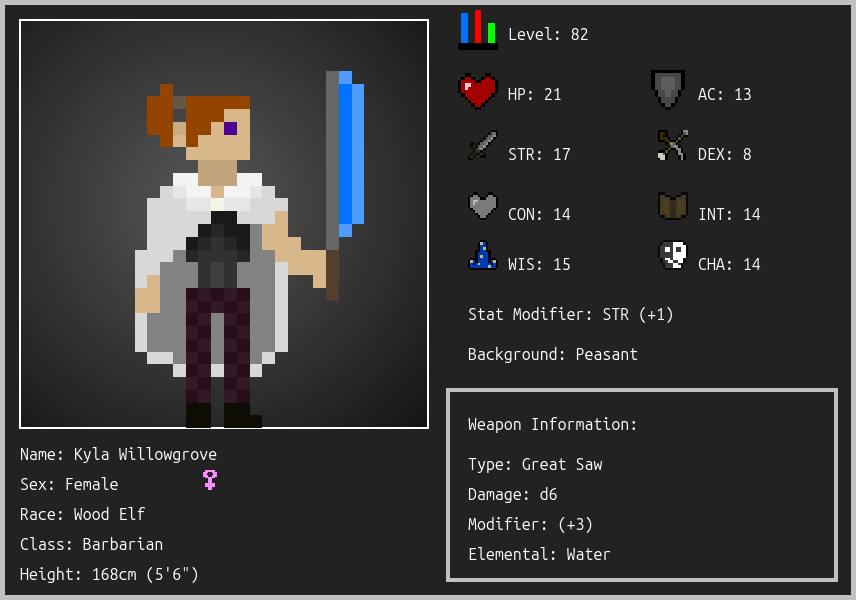 Level: 82
HP: 21
AC: 13
STR: 17
DEX: 8
CON: 14
INT: 14
WIS: 15
CHA: 14
Stat Modifier: STR (+1)
Background: Peasant
Weapon Information:
Type: Great Saw
Damage: d6
Modifier: (+3)
Elemental: Water
Name: Kyla Willowgrove
Sex: Female
Race: Wood Elf
Class: Barbarian
Height: 168cm (5'6")